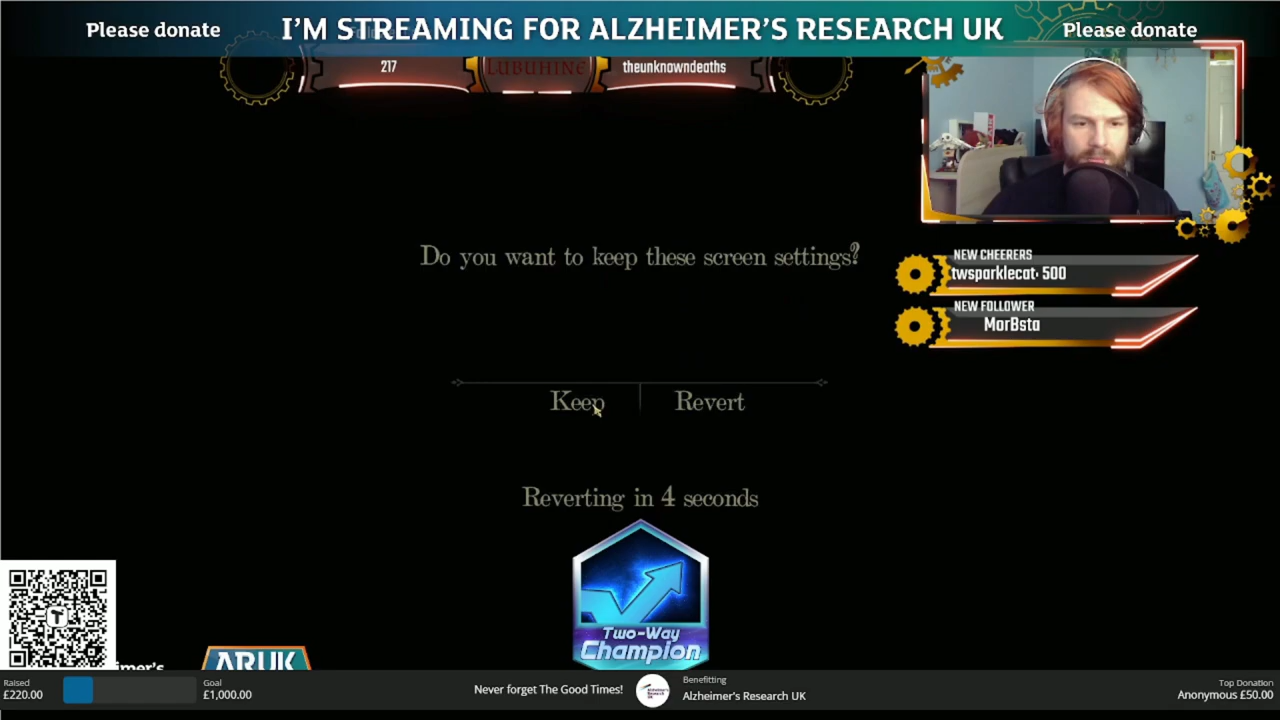 Please donate
I'M STREAMING FOR ALZHEIMER'S RESEARCH UK
Please donate
217
LUBUHINE
theunknowndeaths
NEW CHEERERS
twsparklecat· 500
NEW FOLLOWER
MorBsta
Do you want to keep these screen settings?
Keep
Revert
Reverting in 4 seconds
Two-Way
Champion
T
imer's
ARUK
Raised
£220.00
Goal
£1,000.00
Never forget The Good Times!
Benefitting
Alzheimer's Research UK
Top Donation
Anonymous £50.00